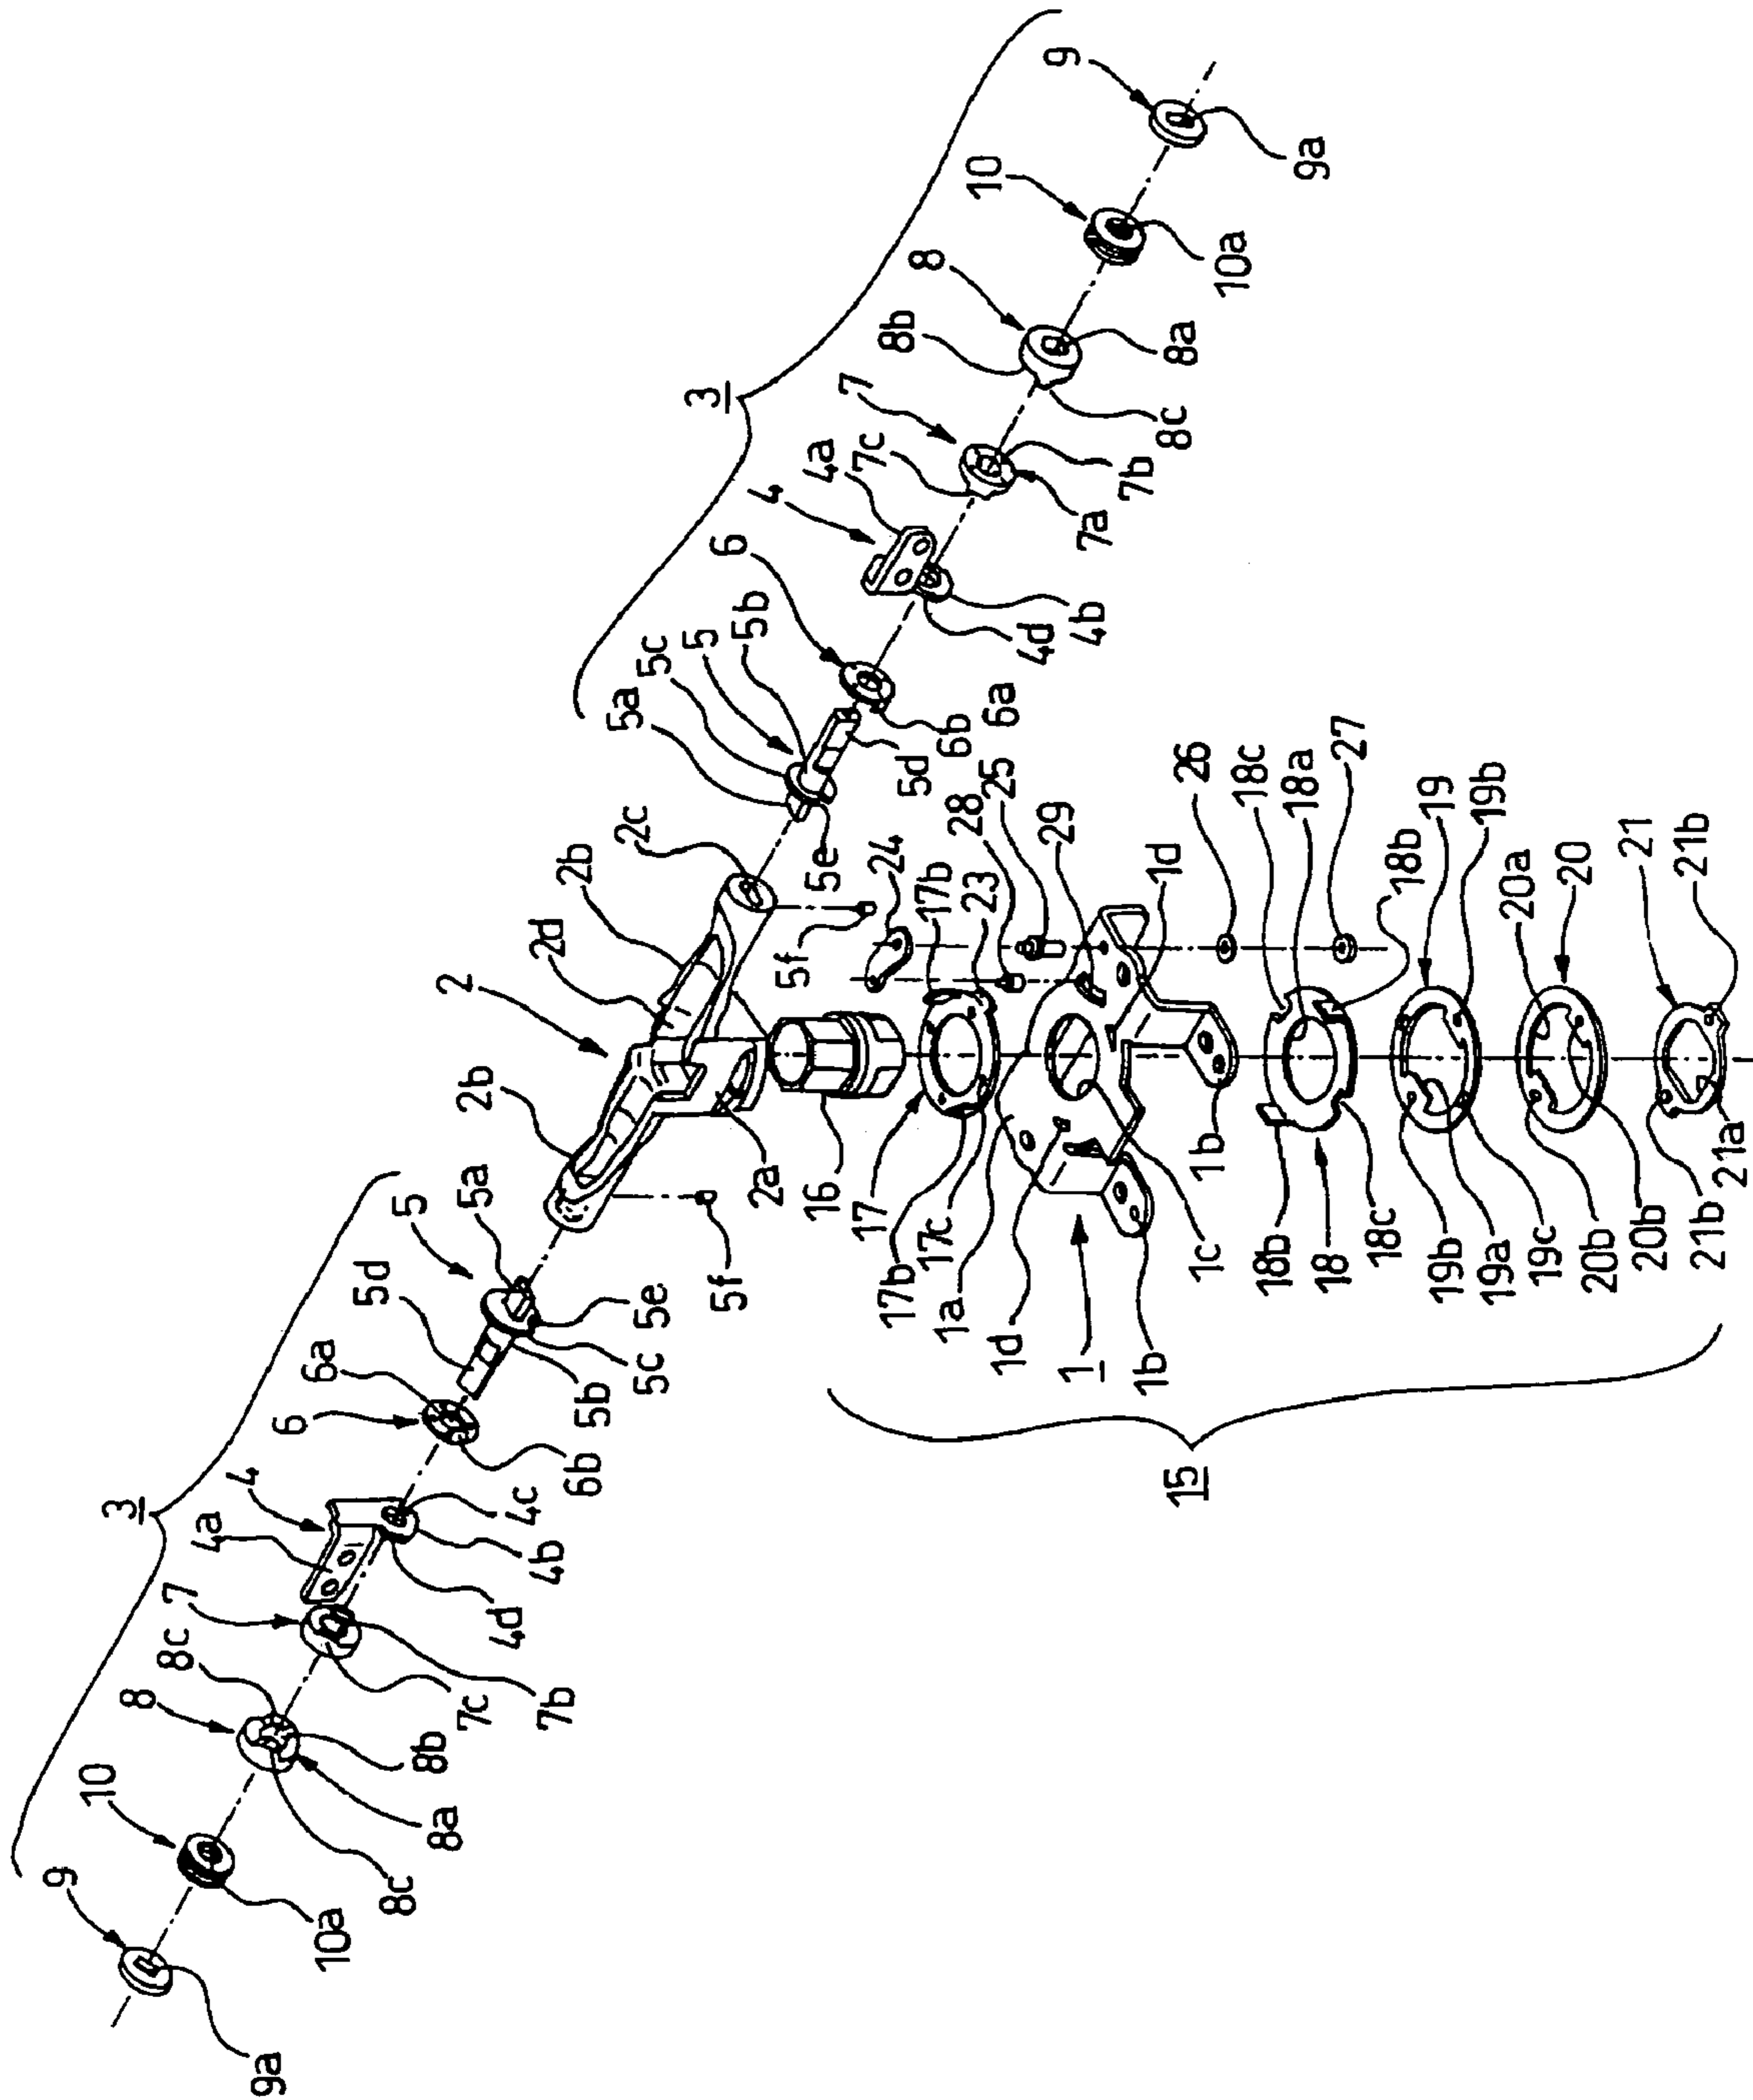 3
9
9a
10
10a
8
8c
8b
8a
8c
7
7c
7b
4a
4
4c
4b
4d
6
6a
6b
5d
5
5a
5b
5c
5e
5f
2b
2
2d
2b
2c
2a
3
5a
5c
5
5b
5e
5d
5f
6
6b
6a
4
4a
4d
4b
7
7c
7a
7b
8b
8
8c
8a
10
10a
9
9a
15
16
17
17b
17b
23
24
28
25
29
17c
1a
1d
1
1b
1c
1b
1d
26
27
18b
18
18c
18c
18a
18b
19b
19a
19c
19
19b
20b
20b
20a
20
21b
21a
21
21b